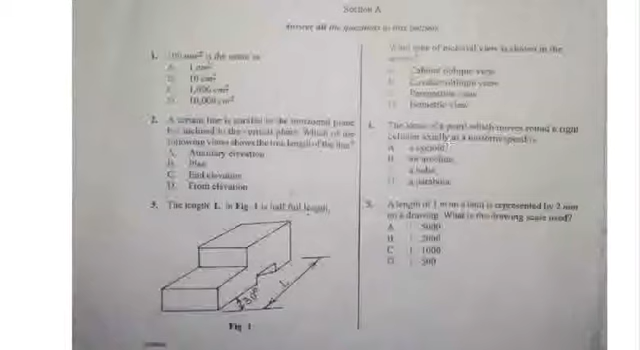 Section A
Answer all the questions in this section.
1. 100 mm² is the same as
A. 1 cm²
B. 10 cm²
C. 1,000 cm²
D. 10,000 cm²
2. A certain line is parallel to the horizontal plane
but inclined to the vertical plane. Which of the
following views shows the true length of the line?
A. Auxiliary elevation
B. Plan
C. End elevation
D. Front elevation
3. The length L in Fig 1 is half full length.
30°
L
Fig 1
What type of pictorial view is shown in the
Cabinet oblique view
Cavalier oblique view
Perspective view
D Isometric view
4. The locus of a point which moves round a right
cylinder axially at a constant speed is
A a cycloid.
B an involute.
a helix.
D a parabola.
5. A length of 1 m on a land is represented by 2 mm
on a drawing. What is the drawing scale used?
A 1 5000
B 1 2000
C 1 1000
D 1 500